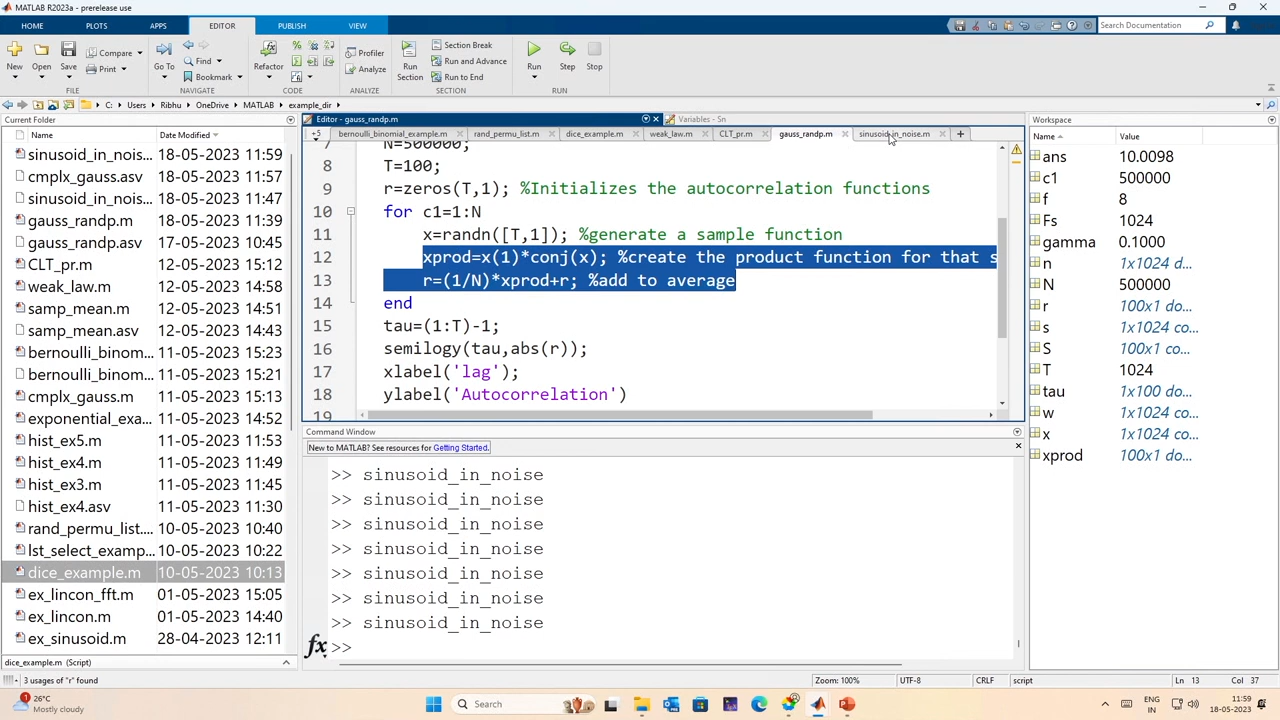 MATLAB R2023a - prerelease use
HOME PLOTS APPS EDITOR PUBLISH VIEW
Search Documentation
New Open Save Compare Print Go To Find Bookmark Refactor Profiler Analyze Run Section Section Break Run and Advance Run to End Run Step Stop
FILE NAVIGATE CODE ANALYZE SECTION RUN
C: Users Ribhu OneDrive MATLAB example_dir
Current Folder
Name Date Modified
sinusoid_in_nois... 18-05-2023 11:59
cmplx_gauss.asv 18-05-2023 11:57
sinusoid_in_nois... 18-05-2023 11:47
gauss_randp.m 18-05-2023 11:39
gauss_randp.asv 17-05-2023 10:45
CLT_pr.m 12-05-2023 15:04
weak_law.m 12-05-2023 14:58
samp_mean.m 12-05-2023 14:44
samp_mean.asv 12-05-2023 14:43
bernoulli_binom... 11-05-2023 15:23
bernoulli_binom... 11-05-2023 15:21
cmplx_gauss.m 11-05-2023 15:13
exponential_exa... 11-05-2023 14:52
hist_ex5.m 11-05-2023 11:53
hist_ex4.m 11-05-2023 11:49
hist_ex3.m 11-05-2023 11:45
hist_ex4.asv 11-05-2023 11:30
rand_permu_list.... 10-05-2023 10:40
lst_select_examp... 10-05-2023 10:22
dice_example.m 10-05-2023 10:13
ex_lincon_fft.m 01-05-2023 15:05
ex_lincon.m 01-05-2023 14:40
ex_sinusoid.m 28-04-2023 12:11
dice_example.m (Script)
Editor - gauss_randp.m Variables - Sn
+5 bernoulli_binomial_example.m rand_permu_list.m dice_example.m weak_law.m CLT_pr.m gauss_randp.m sinusoid_in_noise.m
7 N=500000;
8 T=100;
9 r=zeros(T,1); %Initializes the autocorrelation functions
10 for c1=1:N
11 x=randn([T,1]); %generate a sample function
12 xprod=x(1)*conj(x); %create the product function for that s
13 r=(1/N)*xprod+r; %add to average
14 end
15 tau=(1:T)-1;
16 semilogy(tau,abs(r));
17 xlabel('lag');
18 ylabel('Autocorrelation')
19
Command Window
New to MATLAB? See resources for Getting Started.
>> sinusoid_in_noise
>> sinusoid_in_noise
>> sinusoid_in_noise
>> sinusoid_in_noise
>> sinusoid_in_noise
>> sinusoid_in_noise
>> sinusoid_in_noise
fx >>
Workspace
Name Value
ans 10.0098
c1 500000
f 8
Fs 1024
gamma 0.1000
n 1x1024 d...
N 500000
r 100x1 do...
s 1x1024 co...
S 100x1 co...
T 1024
tau 1x100 do...
w 1x1024 co...
x 1x1024 co...
xprod 100x1 do...
3 usages of "r" found Zoom: 100% UTF-8 CRLF script Ln 13 Col 37
26°C
Mostly cloudy
Search
ENG
IN
11:59
18-05-2023